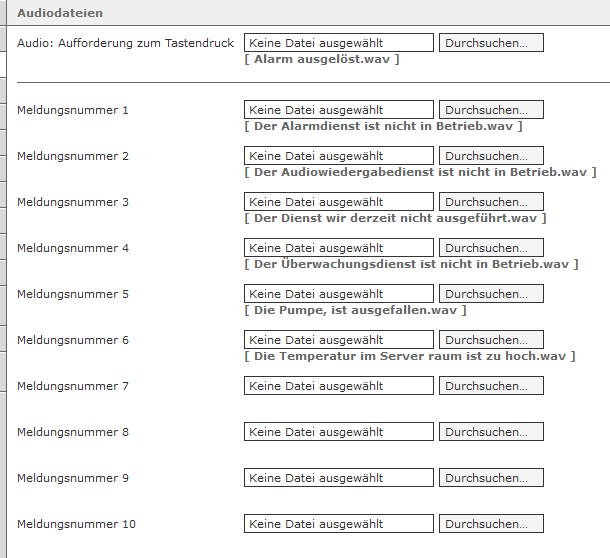 Audiodateien
Audio: Aufforderung zum Tastendruck Keine Datei ausgewählt Durchsuchen...
[ Alarm ausgelöst.wav ]
Meldungsnummer 1 Keine Datei ausgewählt Durchsuchen...
[ Der Alarmdienst ist nicht in Betrieb.wav ]
Meldungsnummer 2 Keine Datei ausgewählt Durchsuchen...
[ Der Audiowiedergabedienst ist nicht in Betrieb.wav ]
Meldungsnummer 3 Keine Datei ausgewählt Durchsuchen...
[ Der Dienst wir derzeit nicht ausgeführt.wav ]
Meldungsnummer 4 Keine Datei ausgewählt Durchsuchen...
[ Der Überwachungsdienst ist nicht in Betrieb.wav ]
Meldungsnummer 5 Keine Datei ausgewählt Durchsuchen...
[ Die Pumpe, ist ausgefallen.wav ]
Meldungsnummer 6 Keine Datei ausgewählt Durchsuchen...
[ Die Temperatur im Server raum ist zu hoch.wav ]
Meldungsnummer 7 Keine Datei ausgewählt Durchsuchen...
Meldungsnummer 8 Keine Datei ausgewählt Durchsuchen...
Meldungsnummer 9 Keine Datei ausgewählt Durchsuchen...
Meldungsnummer 10 Keine Datei ausgewählt Durchsuchen...